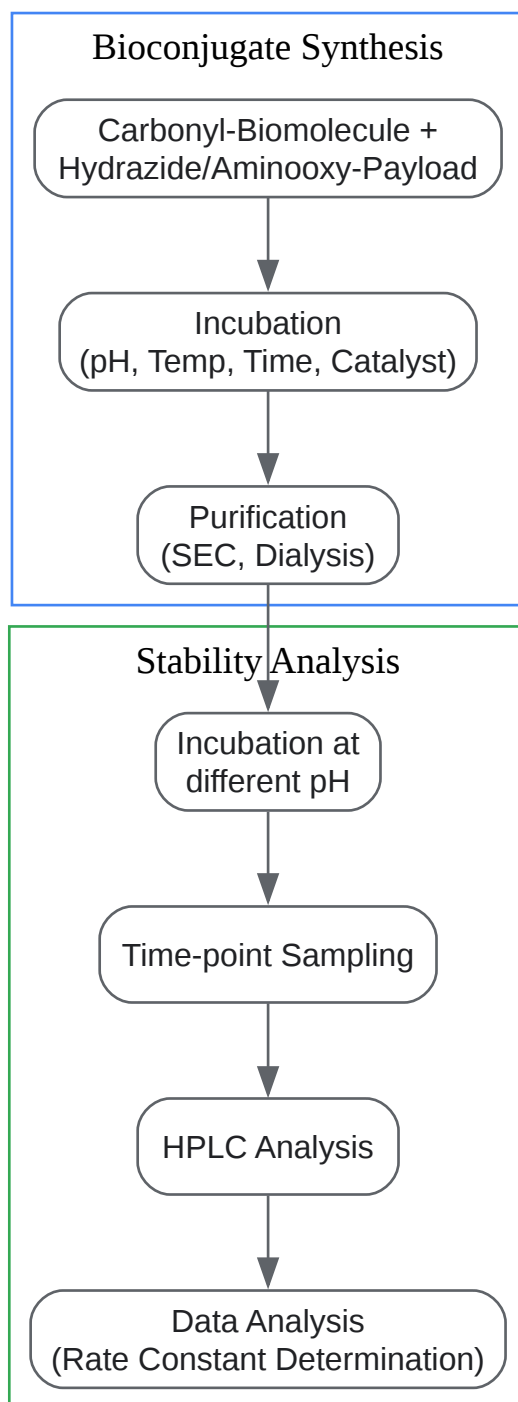 Bioconjugate Synthesis
Carbonyl-Biomolecule +
Hydrazide/Aminooxy-Payload
Incubation
(pH, Temp, Time, Catalyst)
Purification
(SEC, Dialysis)
Stability Analysis
Incubation at
different pH
Time-point Sampling
HPLC Analysis
Data Analysis
(Rate Constant Determination)